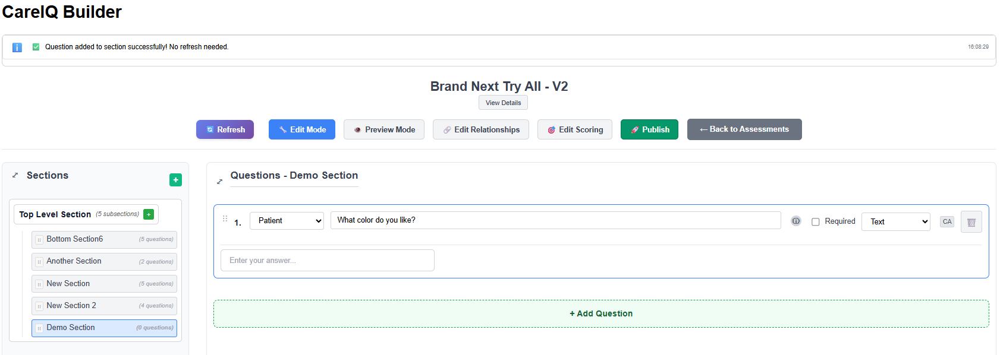 CareIQ Builder
Question added to section successfully! No refresh needed.
16:08:29
Brand Next Try All - V2
View Details
Refresh
Edit Mode
Preview Mode
Edit Relationships
Edit Scoring
Publish
← Back to Assessments
Sections
+
Top Level Section (5 subsections) +
Bottom Section6 (5 questions)
Another Section (2 questions)
New Section (5 questions)
New Section 2 (4 questions)
Demo Section (0 questions)
Questions - Demo Section
1. Patient What color do you like? Required Text CA
Enter your answer...
+ Add Question